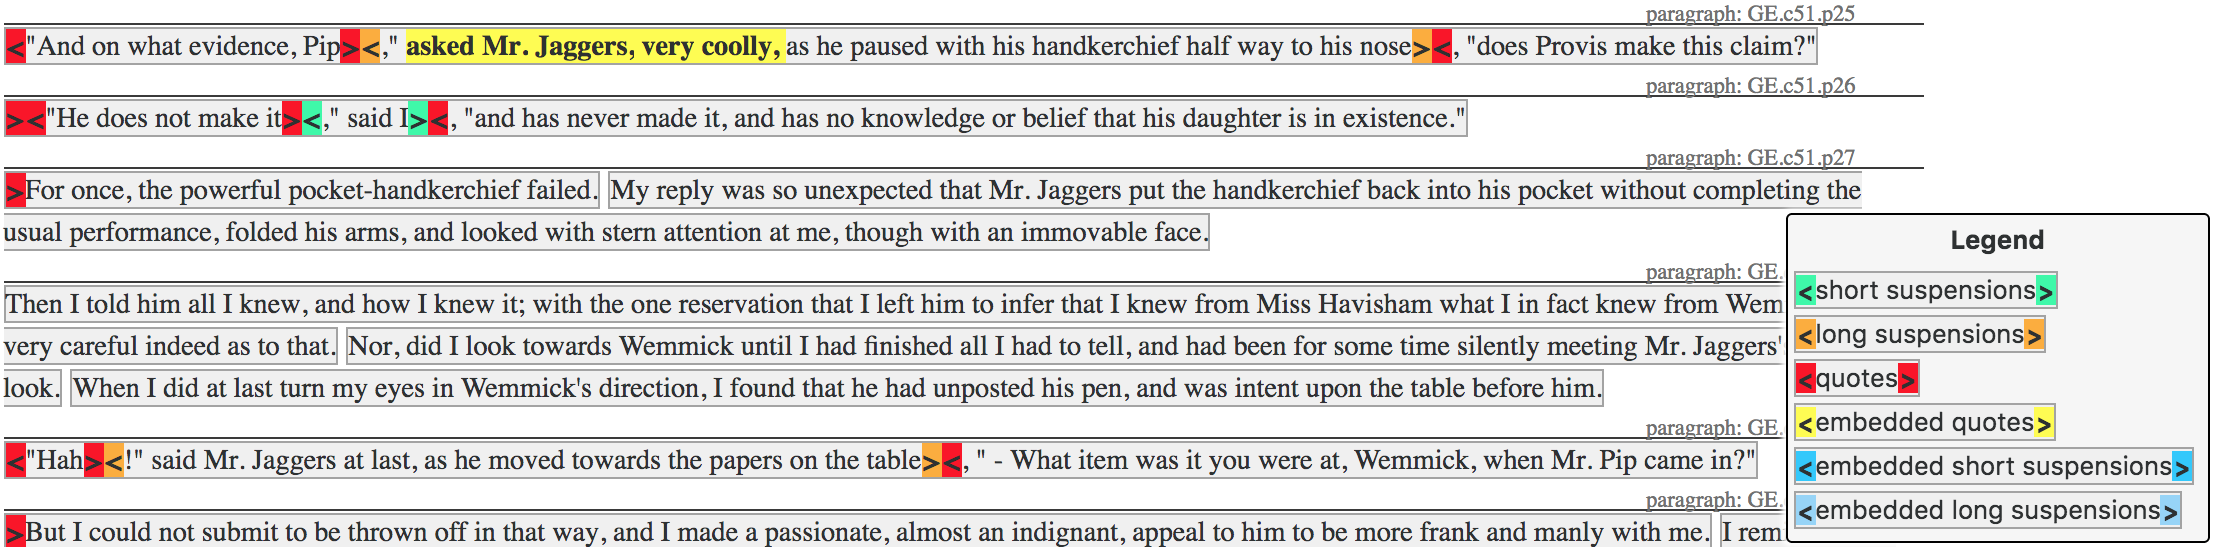 paragraph: GE.c51.p25
<"And on what evidence, Pip><," asked Mr. Jaggers, very coolly, as he paused with his handkerchief half way to his nose><, "does Provis make this claim?"
paragraph: GE.c51.p26
><"He does not make it><," said I><, "and has never made it, and has no knowledge or belief that his daughter is in existence."
paragraph: GE.c51.p27
>For once, the powerful pocket-handkerchief failed. My reply was so unexpected that Mr. Jaggers put the handkerchief back into his pocket without completing the
usual performance, folded his arms, and looked with stern attention at me, though with an immovable face.
paragraph: GE.
Then I told him all I knew, and how I knew it; with the one reservation that I left him to infer that I knew from Miss Havisham what I in fact knew from Wem
very careful indeed as to that. Nor, did I look towards Wemmick until I had finished all I had to tell, and had been for some time silently meeting Mr. Jaggers'
look. When I did at last turn my eyes in Wemmick's direction, I found that he had unposted his pen, and was intent upon the table before him.
paragraph: GE.
<"Hah><!" said Mr. Jaggers at last, as he moved towards the papers on the table><, " - What item was it you were at, Wemmick, when Mr. Pip came in?"
paragraph: GE.
>But I could not submit to be thrown off in that way, and I made a passionate, almost an indignant, appeal to him to be more frank and manly with me. I rem
Legend
<short suspensions>
<long suspensions>
<quotes>
<embedded quotes>
<embedded short suspensions>
<embedded long suspensions>